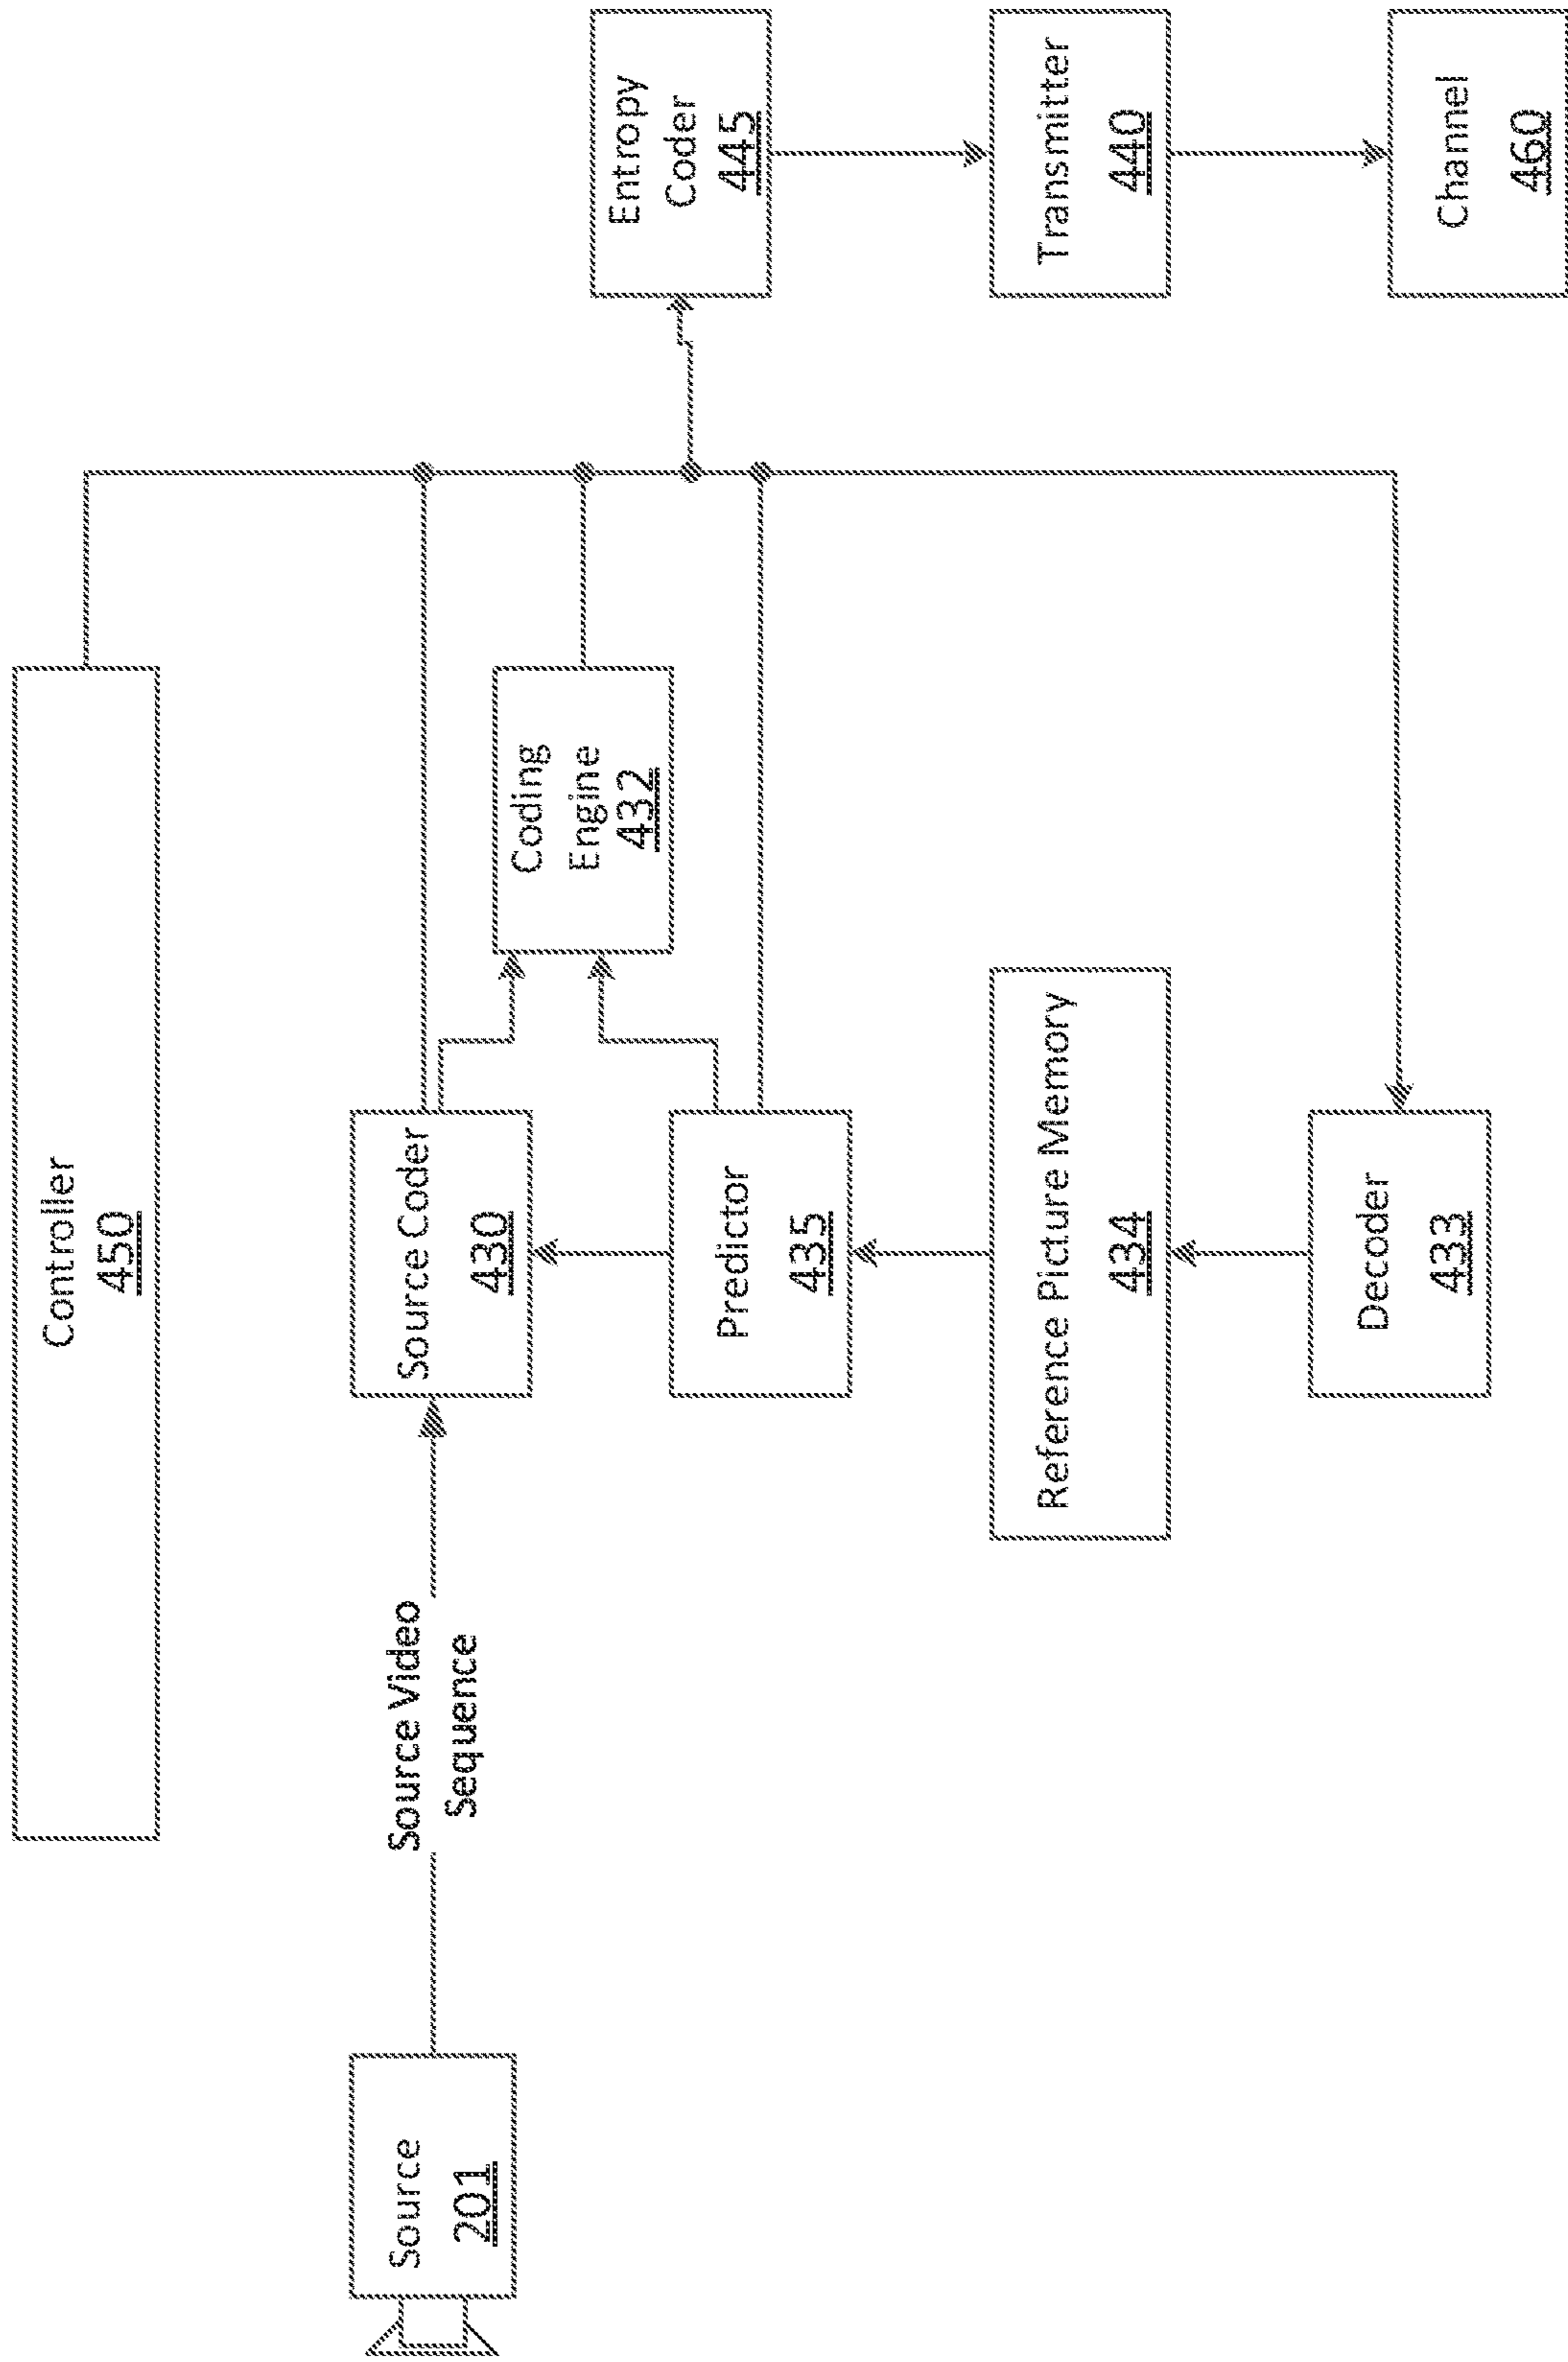 Controller
450
Source
201
Source Video
Sequence
Source Coder
430
Coding
Engine
432
Entropy
Coder
445
Predictor
435
Reference Picture Memory
434
Transmitter
440
Decoder
433
Channel
460